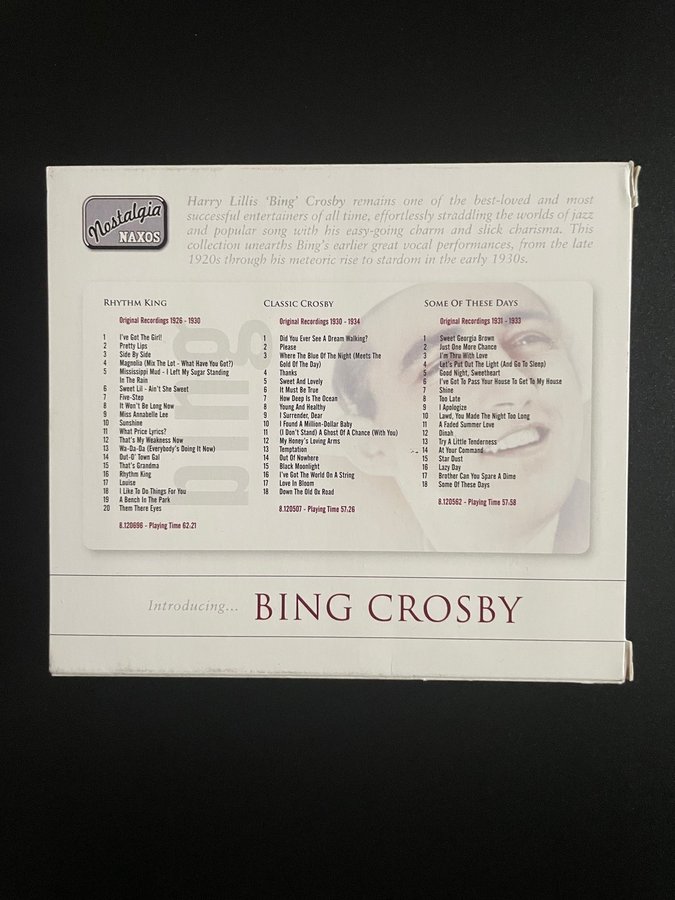 Nostalgia
NAXOS
Harry Lillis 'Bing' Crosby remains one of the best-loved and most
successful entertainers of all time, effortlessly straddling the worlds of jazz
and popular song with his easy-going charm and slick charisma. This
collection unearths Bing's earlier great vocal performances, from the late
1920s through his meteoric rise to stardom in the early 1930s.
bing
RHYTHM KING
Original Recordings 1926 - 1930
1 I've Got The Girl!
2 Pretty Lips
3 Side By Side
4 Magnolia (Mix The Lot - What Have You Got?)
5 Mississippi Mud - I Left My Sugar Standing
In The Rain
6 Sweet Lil - Ain't She Sweet
7 Five-Step
8 It Won't Be Long Now
9 Miss Annabelle Lee
10 Sunshine
11 What Price Lyrics?
12 That's My Weakness Now
13 Wa-Da-Da (Everybody's Doing It Now)
14 Out-O' Town Gal
15 That's Grandma
16 Rhythm King
17 Louise
18 I Like To Do Things For You
19 A Bench In The Park
20 Them There Eyes
8.120696 - Playing Time 62:21
CLASSIC CROSBY
Original Recordings 1930 - 1934
1 Did You Ever See A Dream Walking?
2 Please
3 Where The Blue Of The Night (Meets The
Gold Of The Day)
4 Thanks
5 Sweet And Lovely
6 It Must Be True
7 How Deep Is The Ocean
8 Young And Healthy
9 I Surrender, Dear
10 I Found A Million-Dollar Baby
11 (I Don't Stand) A Ghost Of A Chance (With You)
12 My Honey's Loving Arms
13 Temptation
14 Out Of Nowhere
15 Black Moonlight
16 I've Got The World On A String
17 Love In Bloom
18 Down The Old Ox Road
8.120507 - Playing Time 57:26
SOME OF THESE DAYS
Original Recordings 1931 - 1933
1 Sweet Georgia Brown
2 Just One More Chance
3 I'm Thru With Love
4 Let's Put Out The Light (And Go To Sleep)
5 Good Night, Sweetheart
6 I've Got To Pass Your House To Get To My House
7 Shine
8 Too Late
9 I Apologize
10 Lawd, You Made The Night Too Long
11 A Faded Summer Love
12 Dinah
13 Try A Little Tenderness
14 At Your Command
15 Star Dust
16 Lazy Day
17 Brother Can You Spare A Dime
18 Some Of These Days
8.120562 - Playing Time 57:58
Introducing... BING CROSBY